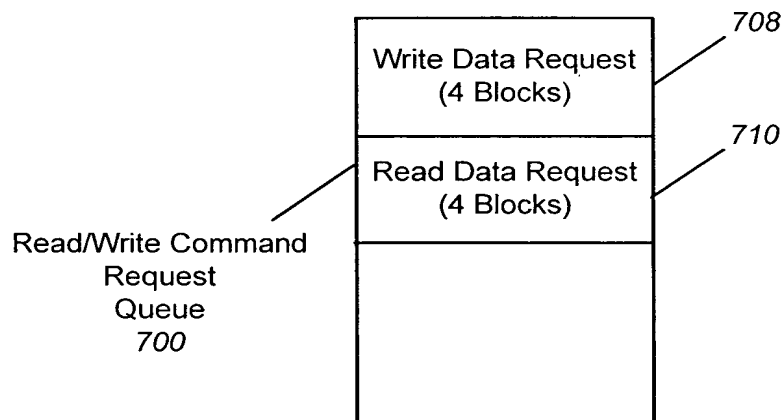 708
Write Data Request
(4 Blocks)
710
Read Data Request
(4 Blocks)
Read/Write Command
Request
Queue
700